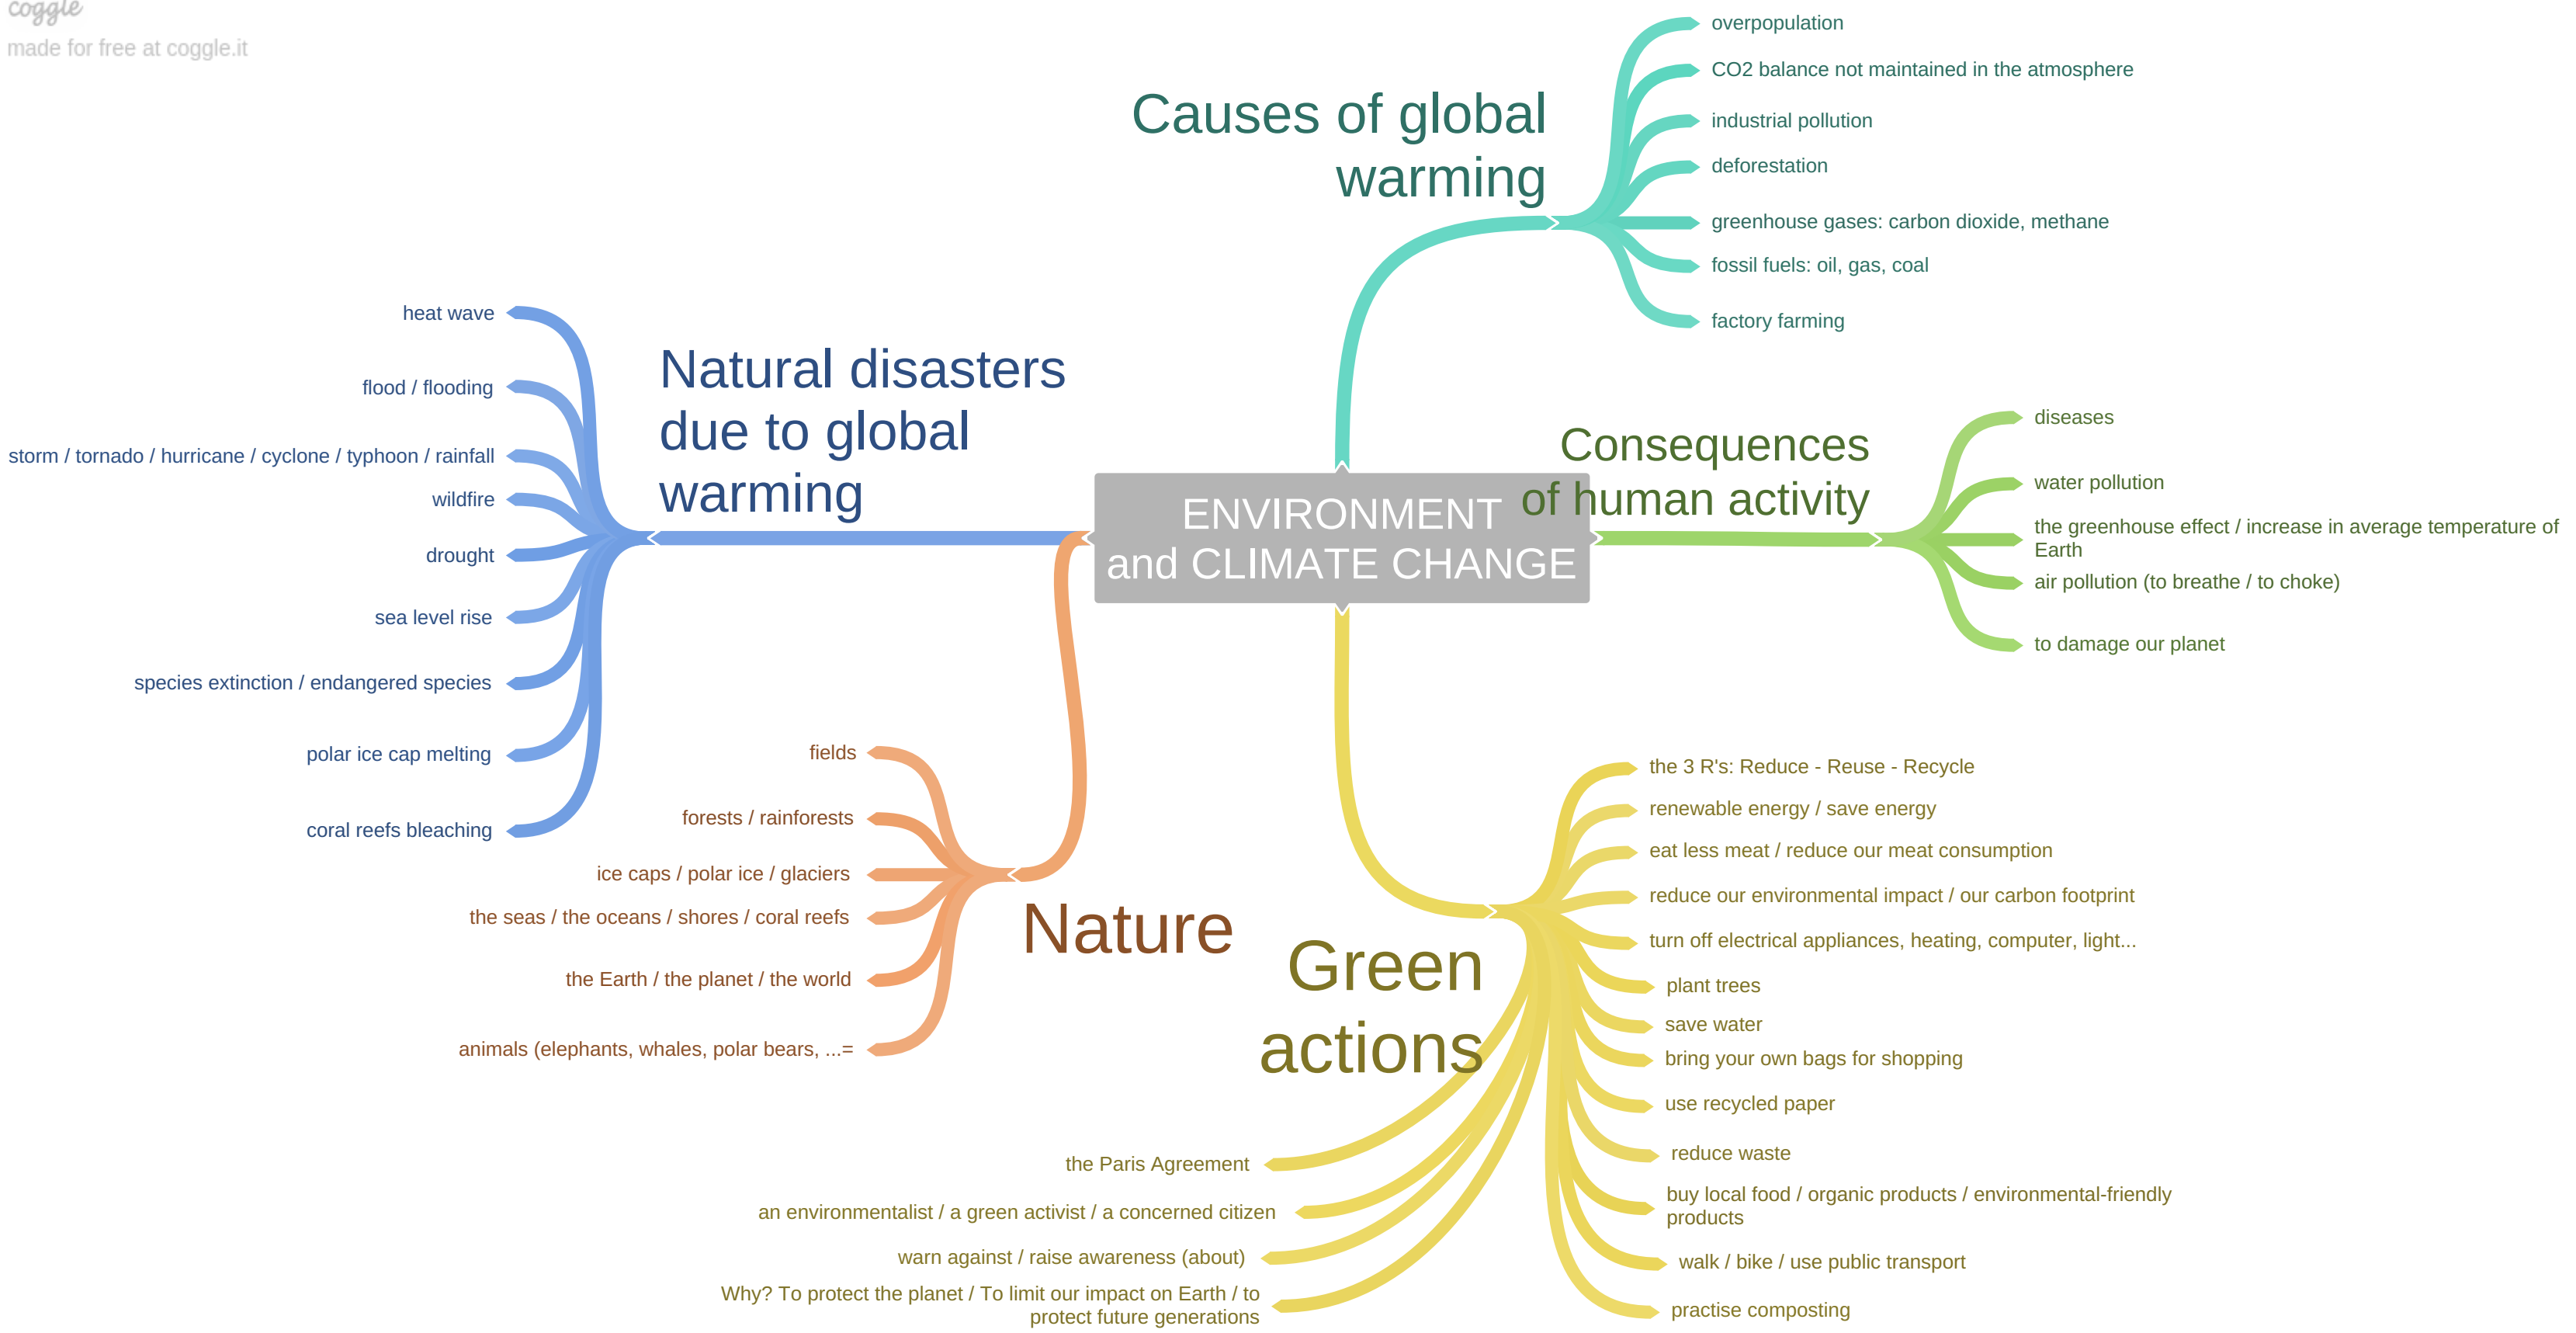 coggle
made for free at coggle.it
ENVIRONMENT
and CLIMATE CHANGE
Causes of global
warming
overpopulation
CO2 balance not maintained in the atmosphere
industrial pollution
deforestation
greenhouse gases: carbon dioxide, methane
fossil fuels: oil, gas, coal
factory farming
Consequences
of human activity
diseases
water pollution
the greenhouse effect / increase in average temperature of
Earth
air pollution (to breathe / to choke)
to damage our planet
Green
actions
the 3 R's: Reduce - Reuse - Recycle
renewable energy / save energy
eat less meat / reduce our meat consumption
reduce our environmental impact / our carbon footprint
turn off electrical appliances, heating, computer, light...
plant trees
save water
bring your own bags for shopping
use recycled paper
reduce waste
buy local food / organic products / environmental-friendly
products
walk / bike / use public transport
practise composting
the Paris Agreement
an environmentalist / a green activist / a concerned citizen
warn against / raise awareness (about)
Why? To protect the planet / To limit our impact on Earth / to
protect future generations
Natural disasters
due to global
warming
heat wave
flood / flooding
storm / tornado / hurricane / cyclone / typhoon / rainfall
wildfire
drought
sea level rise
species extinction / endangered species
polar ice cap melting
coral reefs bleaching
Nature
fields
forests / rainforests
ice caps / polar ice / glaciers
the seas / the oceans / shores / coral reefs
the Earth / the planet / the world
animals (elephants, whales, polar bears, ...=